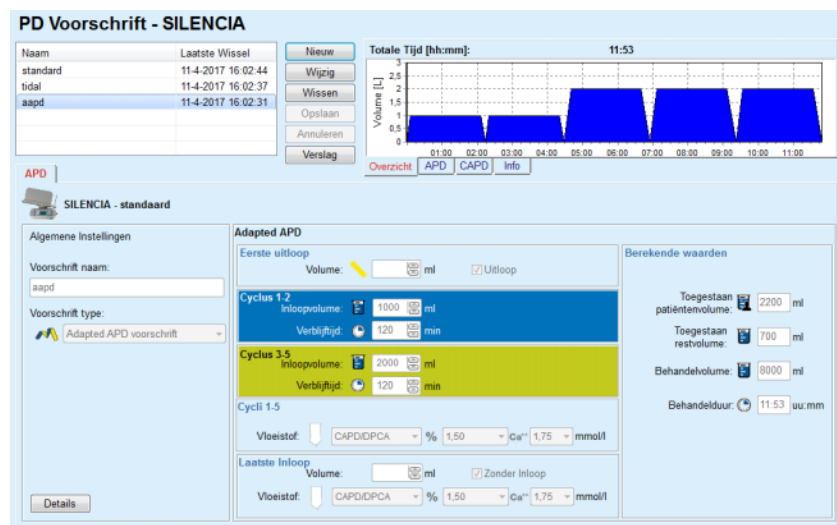 PD Voorschrift - SILENCIA
Naam Laatste Wissel
standard 11-4-2017 16:02:44
tidal 11-4-2017 16:02:37
aapd 11-4-2017 16:02:31
Nieuw
Wijzig
Wissen
Opslaan
Annuleren
Verslag
Totale Tijd [hh:mm]: 11:53
Volume [L]
3
2,5
2
1,5
1
0,5
0
01:00 02:00 03:00 04:00 05:00 06:00 07:00 08:00 09:00 10:00 11:00
Overzicht APD CAPD Info
APD
SILENCIA - standaard
Algemene Instellingen
Voorschrift naam:
aapd
Voorschrift type:
Adapted APD voorschrift
Details
Adapted APD
Eerste uitloop
Volume: ml Uitloop
Cyclus 1-2
Inloopvolume: 1000 ml
Verblijftijd: 120 min
Cyclus 3-5
Inloopvolume: 2000 ml
Verblijftijd: 120 min
Cycli 1-5
Vloeistof: CAPD/DPCA % 1,50 Ca++ 1,75 mmol/l
Laatste Inloop
Volume: ml Zonder Inloop
Vloeistof: CAPD/DPCA % 1,50 Ca++ 1,75 mmol/l
Berekende waarden
Toegestaan
patiëntenvolume: 2200 ml
Toegestaan
restvolume: 700 ml
Behandelvolume: 8000 ml
Behandelduur: 11:53 uu:mm